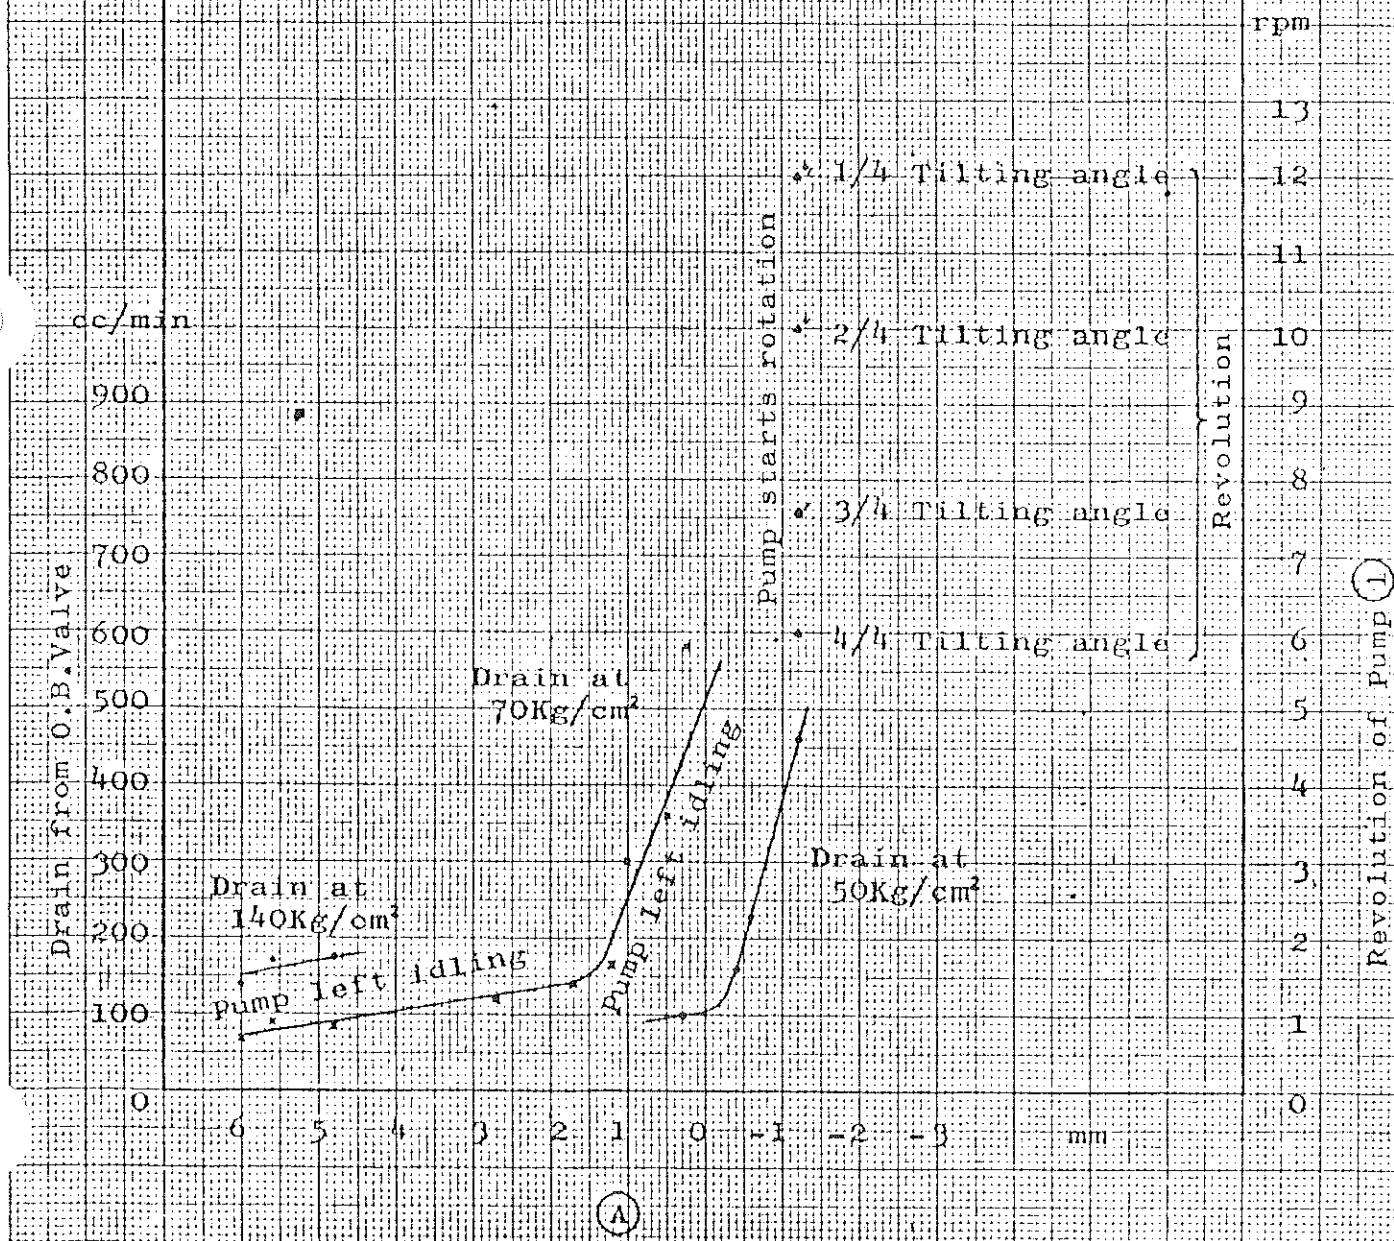 rpm
13
1/4 Tilting angle
12
11
cc/min
2/4 Tilting angle
10
900
9
800
8
3/4 Tilting angle
700
7
600
4/4 Tilting angle
6
Pump starts rotation
Revolution
Drain at
70Kg/cm²
500
5
400
4
Pump left idling
300
3
Drain at
50Kg/cm²
Drain at
140Kg/cm²
200
2
Pump left idling
100
1
0
0
6 5 4 3 2 1 0 -1 -2 -3 mm
A
Drain from O.B.Valve
Revolution of Pump 1